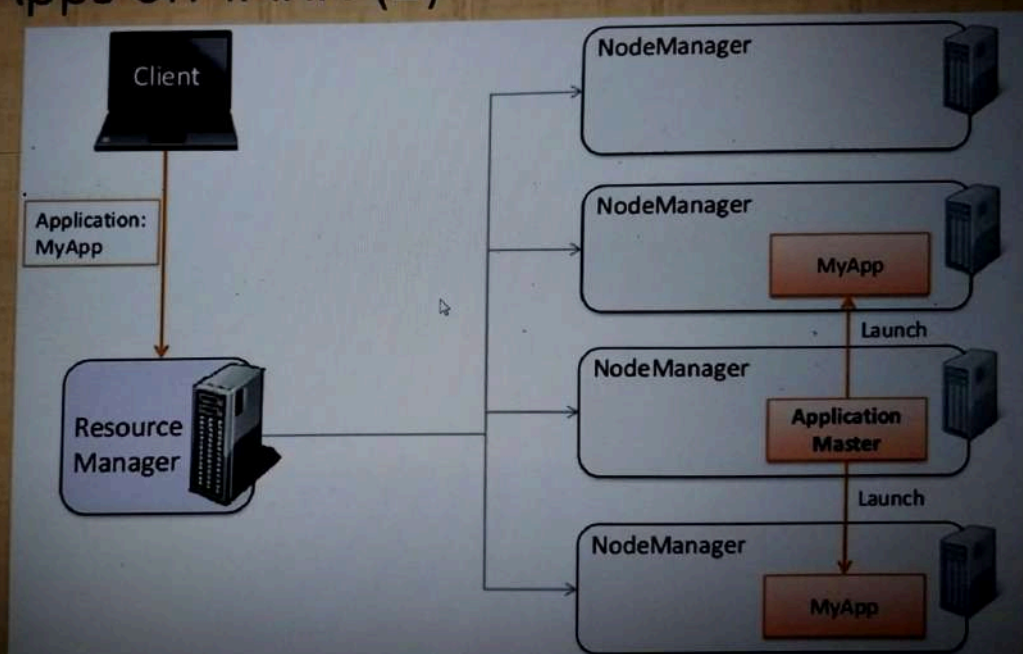 Client
Application:
MyApp
Resource
Manager
NodeManager
NodeManager
MyApp
Launch
NodeManager
Application
Master
Launch
NodeManager
MyApp